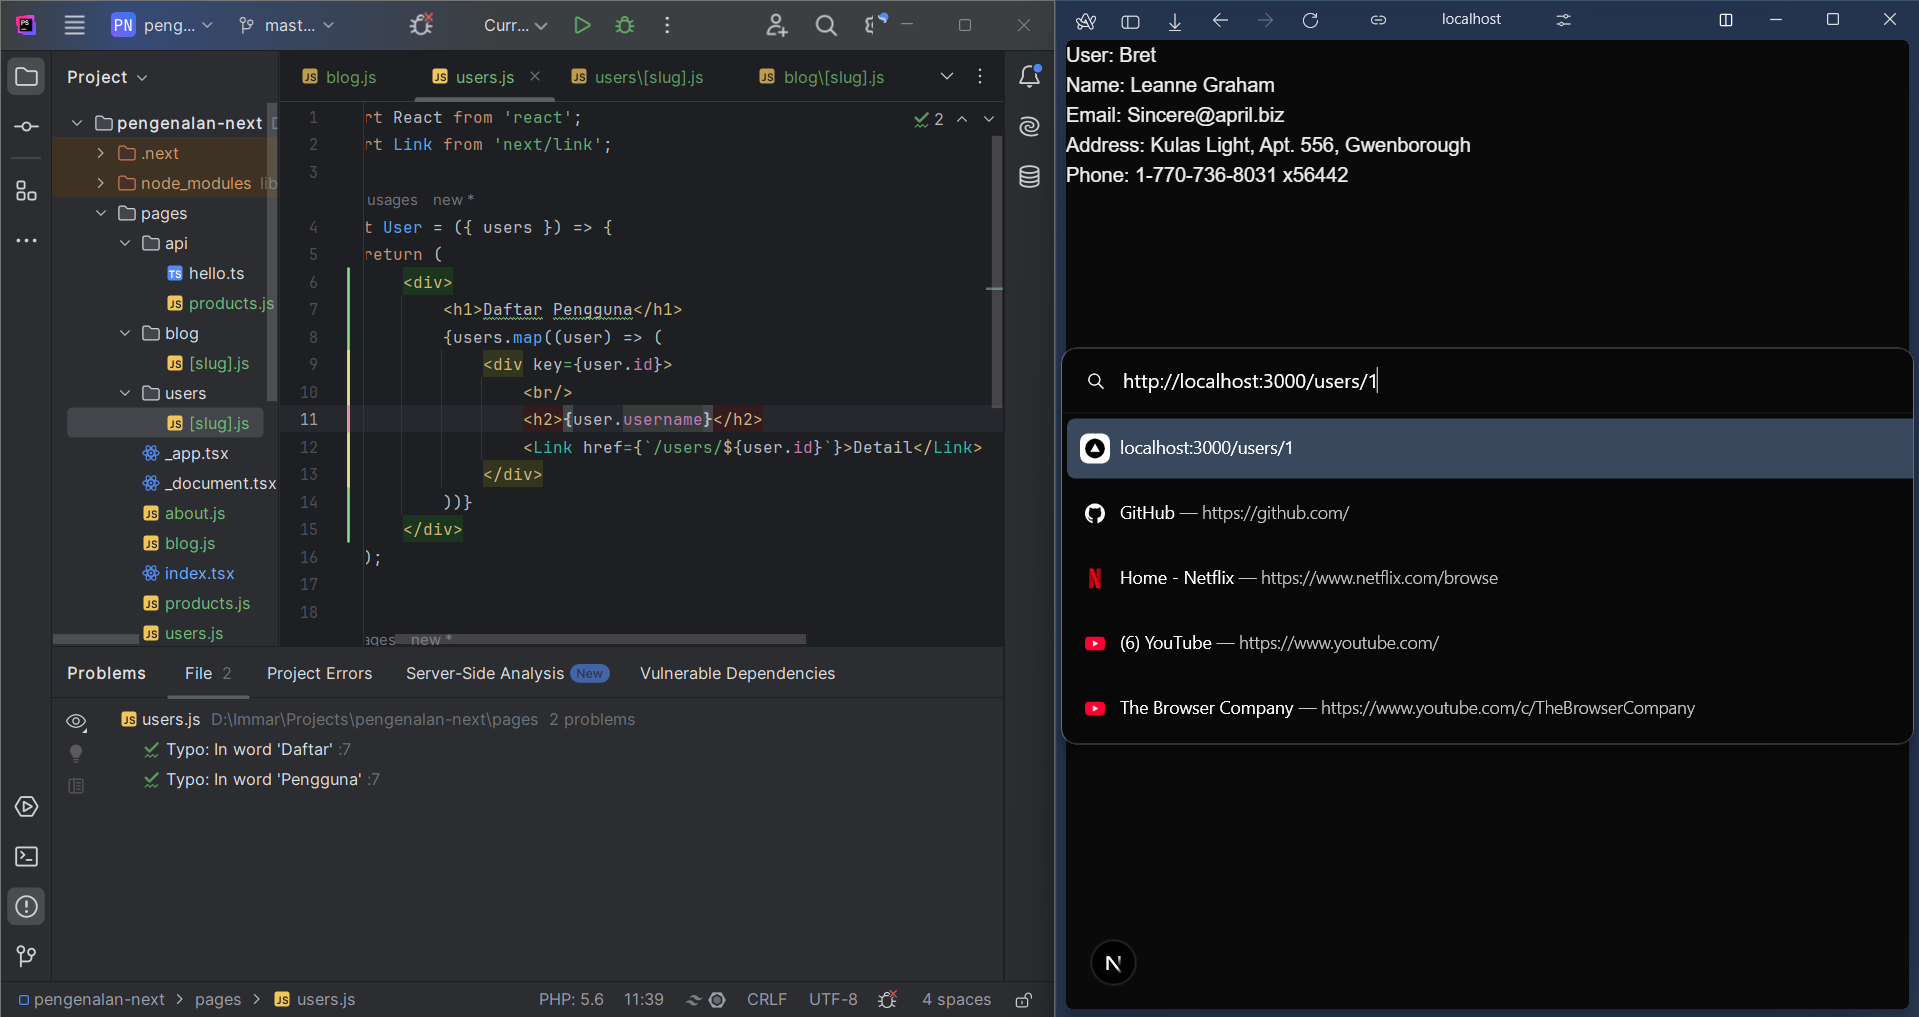 PN peng... mast... Curr...
Project
blog.js users.js users\[slug].js blog\[slug].js
pengenalan-next
.next
node_modules lib
pages
api
TS hello.ts
JS products.js
blog
JS [slug].js
users
JS [slug].js
_app.tsx
_document.tsx
JS about.js
JS blog.js
index.tsx
JS products.js
JS users.js
2
1 rt React from 'react';
2 rt Link from 'next/link';
3
usages new *
4 t User = ({ users }) => {
5 return (
6 <div>
7 <h1>Daftar Pengguna</h1>
8 {users.map((user) => (
9 <div key={user.id}>
10 <br/>
11 <h2>{user.username}</h2>
12 <Link href={`/users/${user.id}`}>Detail</Link>
13 </div>
14 ))}
15 </div>
16 );
17
18
ages new *
Problems File 2 Project Errors Server-Side Analysis New Vulnerable Dependencies
JS users.js D:\Immar\Projects\pengenalan-next\pages 2 problems
Typo: In word 'Daftar' :7
Typo: In word 'Pengguna' :7
pengenalan-next > pages > JS users.js PHP: 5.6 11:39 CRLF UTF-8 4 spaces
localhost
User: Bret
Name: Leanne Graham
Email: Sincere@april.biz
Address: Kulas Light, Apt. 556, Gwenborough
Phone: 1-770-736-8031 x56442
http://localhost:3000/users/1
localhost:3000/users/1
GitHub — https://github.com/
Home - Netflix — https://www.netflix.com/browse
(6) YouTube — https://www.youtube.com/
The Browser Company — https://www.youtube.com/c/TheBrowserCompany
N